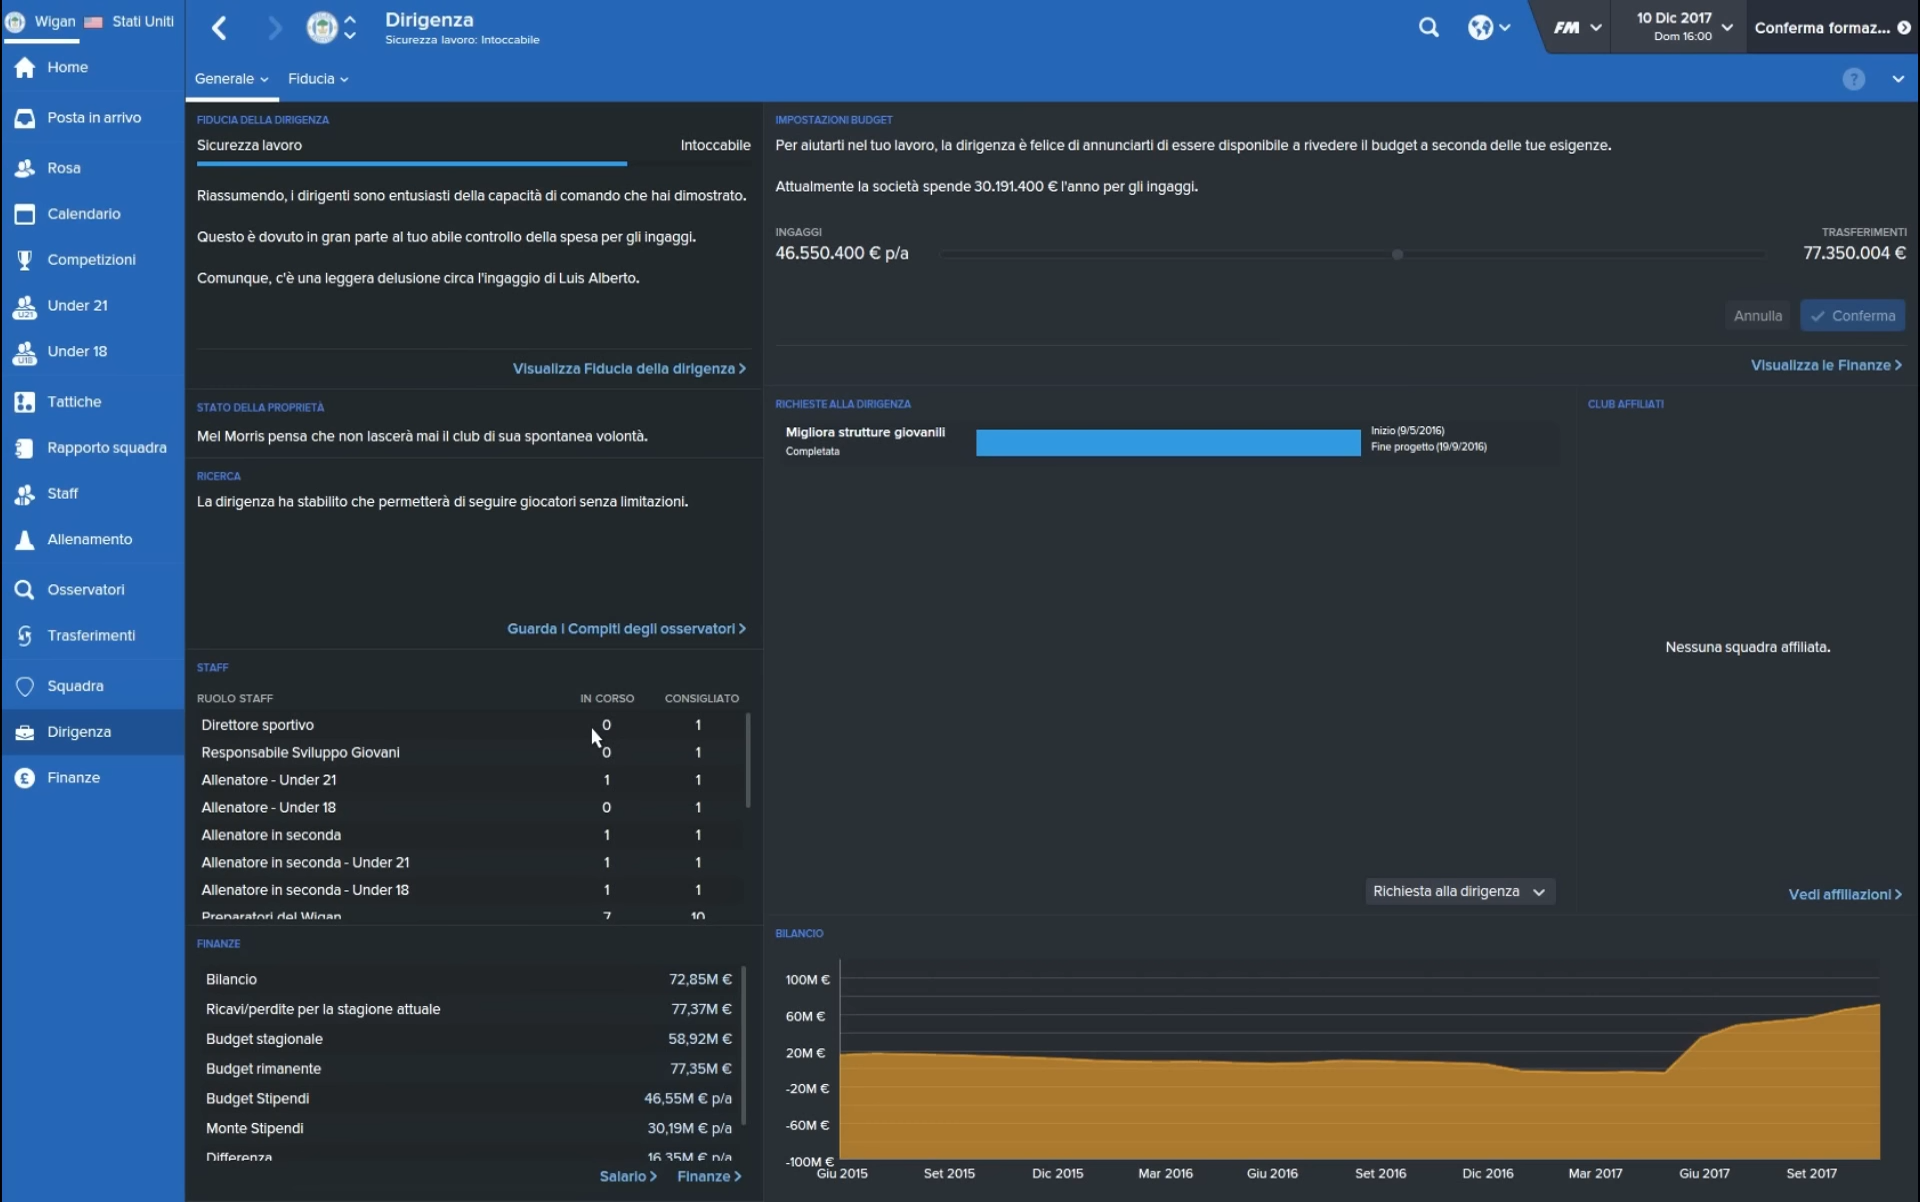 Wigan
Stati Uniti
Dirigenza
Sicurezza lavoro: Intoccabile
FM
10 Dic 2017
Dom 16:00
Conferma formaz...
Home
Posta in arrivo
Rosa
Calendario
Competizioni
Under 21
Under 18
Tattiche
Rapporto squadra
Staff
Allenamento
Osservatori
Trasferimenti
Squadra
Dirigenza
Finanze
Generale
Fiducia
?
FIDUCIA DELLA DIRIGENZA
Sicurezza lavoro Intoccabile
Riassumendo, i dirigenti sono entusiasti della capacità di comando che hai dimostrato.
Questo è dovuto in gran parte al tuo abile controllo della spesa per gli ingaggi.
Comunque, c'è una leggera delusione circa l'ingaggio di Luis Alberto.
Visualizza Fiducia della dirigenza >
STATO DELLA PROPRIETÀ
Mel Morris pensa che non lascerà mai il club di sua spontanea volontà.
RICERCA
La dirigenza ha stabilito che permetterà di seguire giocatori senza limitazioni.
Guarda i Compiti degli osservatori >
STAFF
RUOLO STAFF IN CORSO CONSIGLIATO
Direttore sportivo 0 1
Responsabile Sviluppo Giovani 0 1
Allenatore - Under 21 1 1
Allenatore - Under 18 0 1
Allenatore in seconda 1 1
Allenatore in seconda - Under 21 1 1
Allenatore in seconda - Under 18 1 1
Preparatori del Wigan 7 10
FINANZE
Bilancio 72,85M €
Ricavi/perdite per la stagione attuale 77,37M €
Budget stagionale 58,92M €
Budget rimanente 77,35M €
Budget Stipendi 46,55M € p/a
Monte Stipendi 30,19M € p/a
Differenza 16,35M € p/a
Salario > Finanze >
IMPOSTAZIONI BUDGET
Per aiutarti nel tuo lavoro, la dirigenza è felice di annunciarti di essere disponibile a rivedere il budget a seconda delle tue esigenze.
Attualmente la società spende 30.191.400 € l'anno per gli ingaggi.
INGAGGI TRASFERIMENTI
46.550.400 € p/a 77.350.004 €
Annulla Conferma
Visualizza le Finanze >
RICHIESTE ALLA DIRIGENZA
Migliora strutture giovanili
Completata
Inizio (9/5/2016)
Fine progetto (19/9/2016)
Richiesta alla dirigenza
CLUB AFFILIATI
Nessuna squadra affiliata.
Vedi affiliazioni >
BILANCIO
100M €
60M €
20M €
-20M €
-60M €
-100M €
Giu 2015 Set 2015 Dic 2015 Mar 2016 Giu 2016 Set 2016 Dic 2016 Mar 2017 Giu 2017 Set 2017